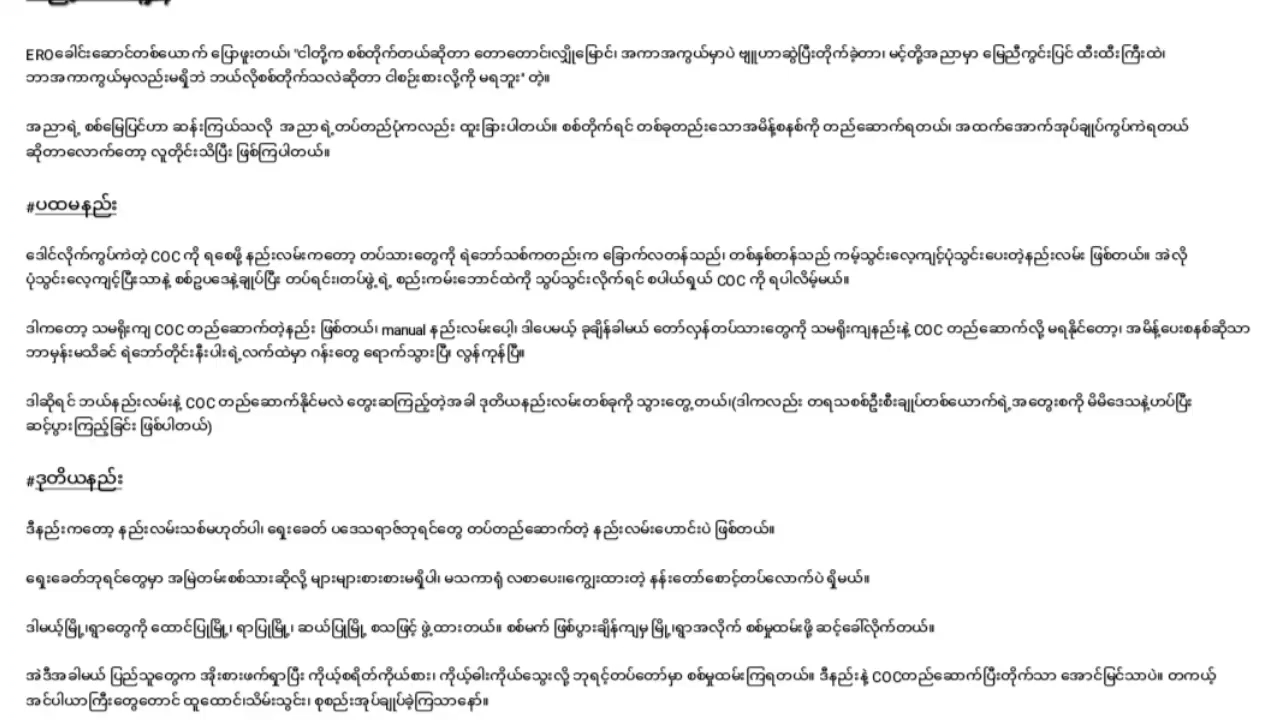 EROခေါင်းဆောင်တစ်ယောက် ပြောဖူးတယ်၊ "ငါတို့က စစ်တိုက်တယ်ဆိုတာ တောတောင်၊လျှိုမြောင်၊ အကာအကွယ်မှာပဲ ဗျူဟာဆွဲပြီးတိုက်ခဲ့တာ၊ မင့်တို့အညာမှာ မြေညီကွင်းပြင် ထီးထီးကြီးထဲ၊
ဘာအကာကွယ်မှလည်းမရှိဘဲ ဘယ်လိုစစ်တိုက်သလဲဆိုတာ ငါစဉ်းစားလို့ကို မရဘူး" တဲ့။
အညာရဲ့ စစ်မြေပြင်ဟာ ဆန်းကြယ်သလို အညာရဲ့တပ်တည်ပုံကလည်း ထူးခြားပါတယ်။ စစ်တိုက်ရင် တစ်ခုတည်းသောအမိန့်စနစ်ကို တည်ဆောက်ရတယ်၊ အထက်အောက်အုပ်ချုပ်ကွပ်ကဲရတယ်
ဆိုတာလောက်တော့ လူတိုင်းသိပြီး ဖြစ်ကြပါတယ်။
#ပထမနည်း
ဒေါင်လိုက်ကွပ်ကဲတဲ့ COC ကို ရစေဖို့ နည်းလမ်းကတော့ တပ်သားတွေကို ရဲဘော်သစ်ကတည်းက ခြောက်လတန်သည်၊ တစ်နှစ်တန်သည် ကမ့်သွင်းလေ့ကျင့်ပုံသွင်းပေးတဲ့နည်းလမ်း ဖြစ်တယ်။ အဲလို
ပုံသွင်းလေ့ကျင့်ပြီးသာနဲ့ စစ်ဥပဒေနဲ့ချုပ်ပြီး တပ်ရင်း၊တပ်ဖွဲ့ရဲ့ စည်းကမ်းဘောင်ထဲကို သွပ်သွင်းလိုက်ရင် စပါယ်ရှယ် COC ကို ရပါလိမ့်မယ်။
ဒါကတော့ သမရိုးကျ COC တည်ဆောက်တဲ့နည်း ဖြစ်တယ်၊ manual နည်းလမ်းပေါ့၊ ဒါပေမယ့် ခုချိန်ခါမယ် တော်လှန်တပ်သားတွေကို သမရိုးကျနည်းနဲ့ COC တည်ဆောက်လို့ မရနိုင်တော့၊ အမိန့်ပေးစနစ်ဆိုသာ
ဘာမှန်းမသိခင် ရဲဘော်တိုင်းနီးပါးရဲ့လက်ထဲမှာ ဂန်းတွေ ရောက်သွားပြီ၊ လွန်ကုန်ပြီ။
ဒါဆိုရင် ဘယ်နည်းလမ်းနဲ့ COC တည်ဆောက်နိုင်မလဲ တွေးဆကြည့်တဲ့အခါ ဒုတိယနည်းလမ်းတစ်ခုကို သွားတွေ့တယ်၊(ဒါကလည်း တရသစစ်ဦးစီးချုပ်တစ်ယောက်ရဲ့အတွေးစကို မိမိဒေသနဲ့ဟပ်ပြီး
ဆင့်ပွားကြည့်ခြင်း ဖြစ်ပါတယ်)
#ဒုတိယနည်း
ဒီနည်းကတော့ နည်းလမ်းသစ်မဟုတ်ပါ၊ ရှေးခေတ် ပဒေသရာဇ်ဘုရင်တွေ တပ်တည်ဆောက်တဲ့ နည်းလမ်းဟောင်းပဲ ဖြစ်တယ်။
ရှေးခေတ်ဘုရင်တွေမှာ အမြဲတမ်းစစ်သားဆိုလို့ များများစားစားမရှိပါ၊ မသကာရုံ လစာပေး၊ကျွေးထားတဲ့ နန်းတော်စောင့်တပ်လောက်ပဲ ရှိမယ်။
ဒါမယ့်မြို့၊ရွာတွေကို ထောင်ပြုမြို့၊ ရာပြုမြို့၊ ဆယ်ပြုမြို့ စသဖြင့် ဖွဲ့ထားတယ်။ စစ်မက် ဖြစ်ပွားချိန်ကျမှ မြို့၊ရွာအလိုက် စစ်မှုထမ်းဖို့ ဆင့်ခေါ်လိုက်တယ်။
အဲဒီအခါမယ် ပြည်သူတွေက အိုးစားဖက်ရှာပြီး ကိုယ့်စရိတ်ကိုယ်စား၊ ကိုယ့်ဓါးကိုယ်သွေးလို့ ဘုရင့်တပ်တော်မှာ စစ်မှုထမ်းကြရတယ်။ ဒီနည်းနဲ့ COCတည်ဆောက်ပြီးတိုက်သာ အောင်မြင်သာပဲ။ တကယ့်
အင်ပါယာကြီးတွေတောင် ထူထောင်၊သိမ်းသွင်း၊ စုစည်းအုပ်ချုပ်ခဲ့ကြသာနော်။